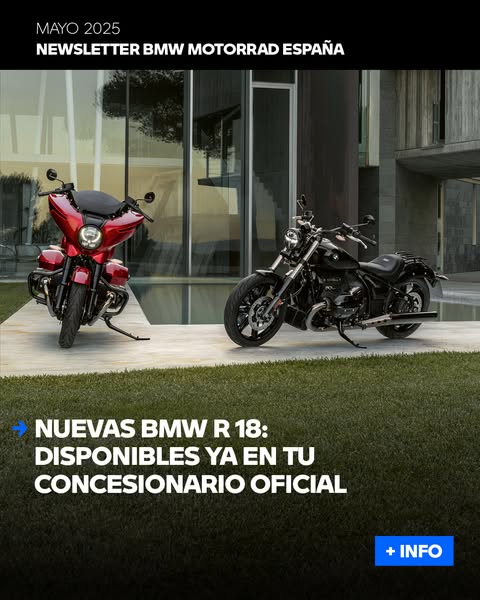 MAYO 2025
NEWSLETTER BMW MOTORRAD ESPAÑA
NUEVAS BMW R 18:
DISPONIBLES YA EN TU
CONCESIONARIO OFICIAL
+ INFO